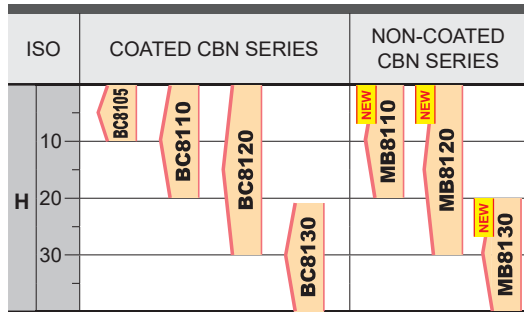 ISO
COATED CBN SERIES
NON-COATED
CBN SERIES
H
10
20
30
BC8105
BC8110
BC8120
BC8130
NEW
MB8110
NEW
MB8120
NEW
MB8130